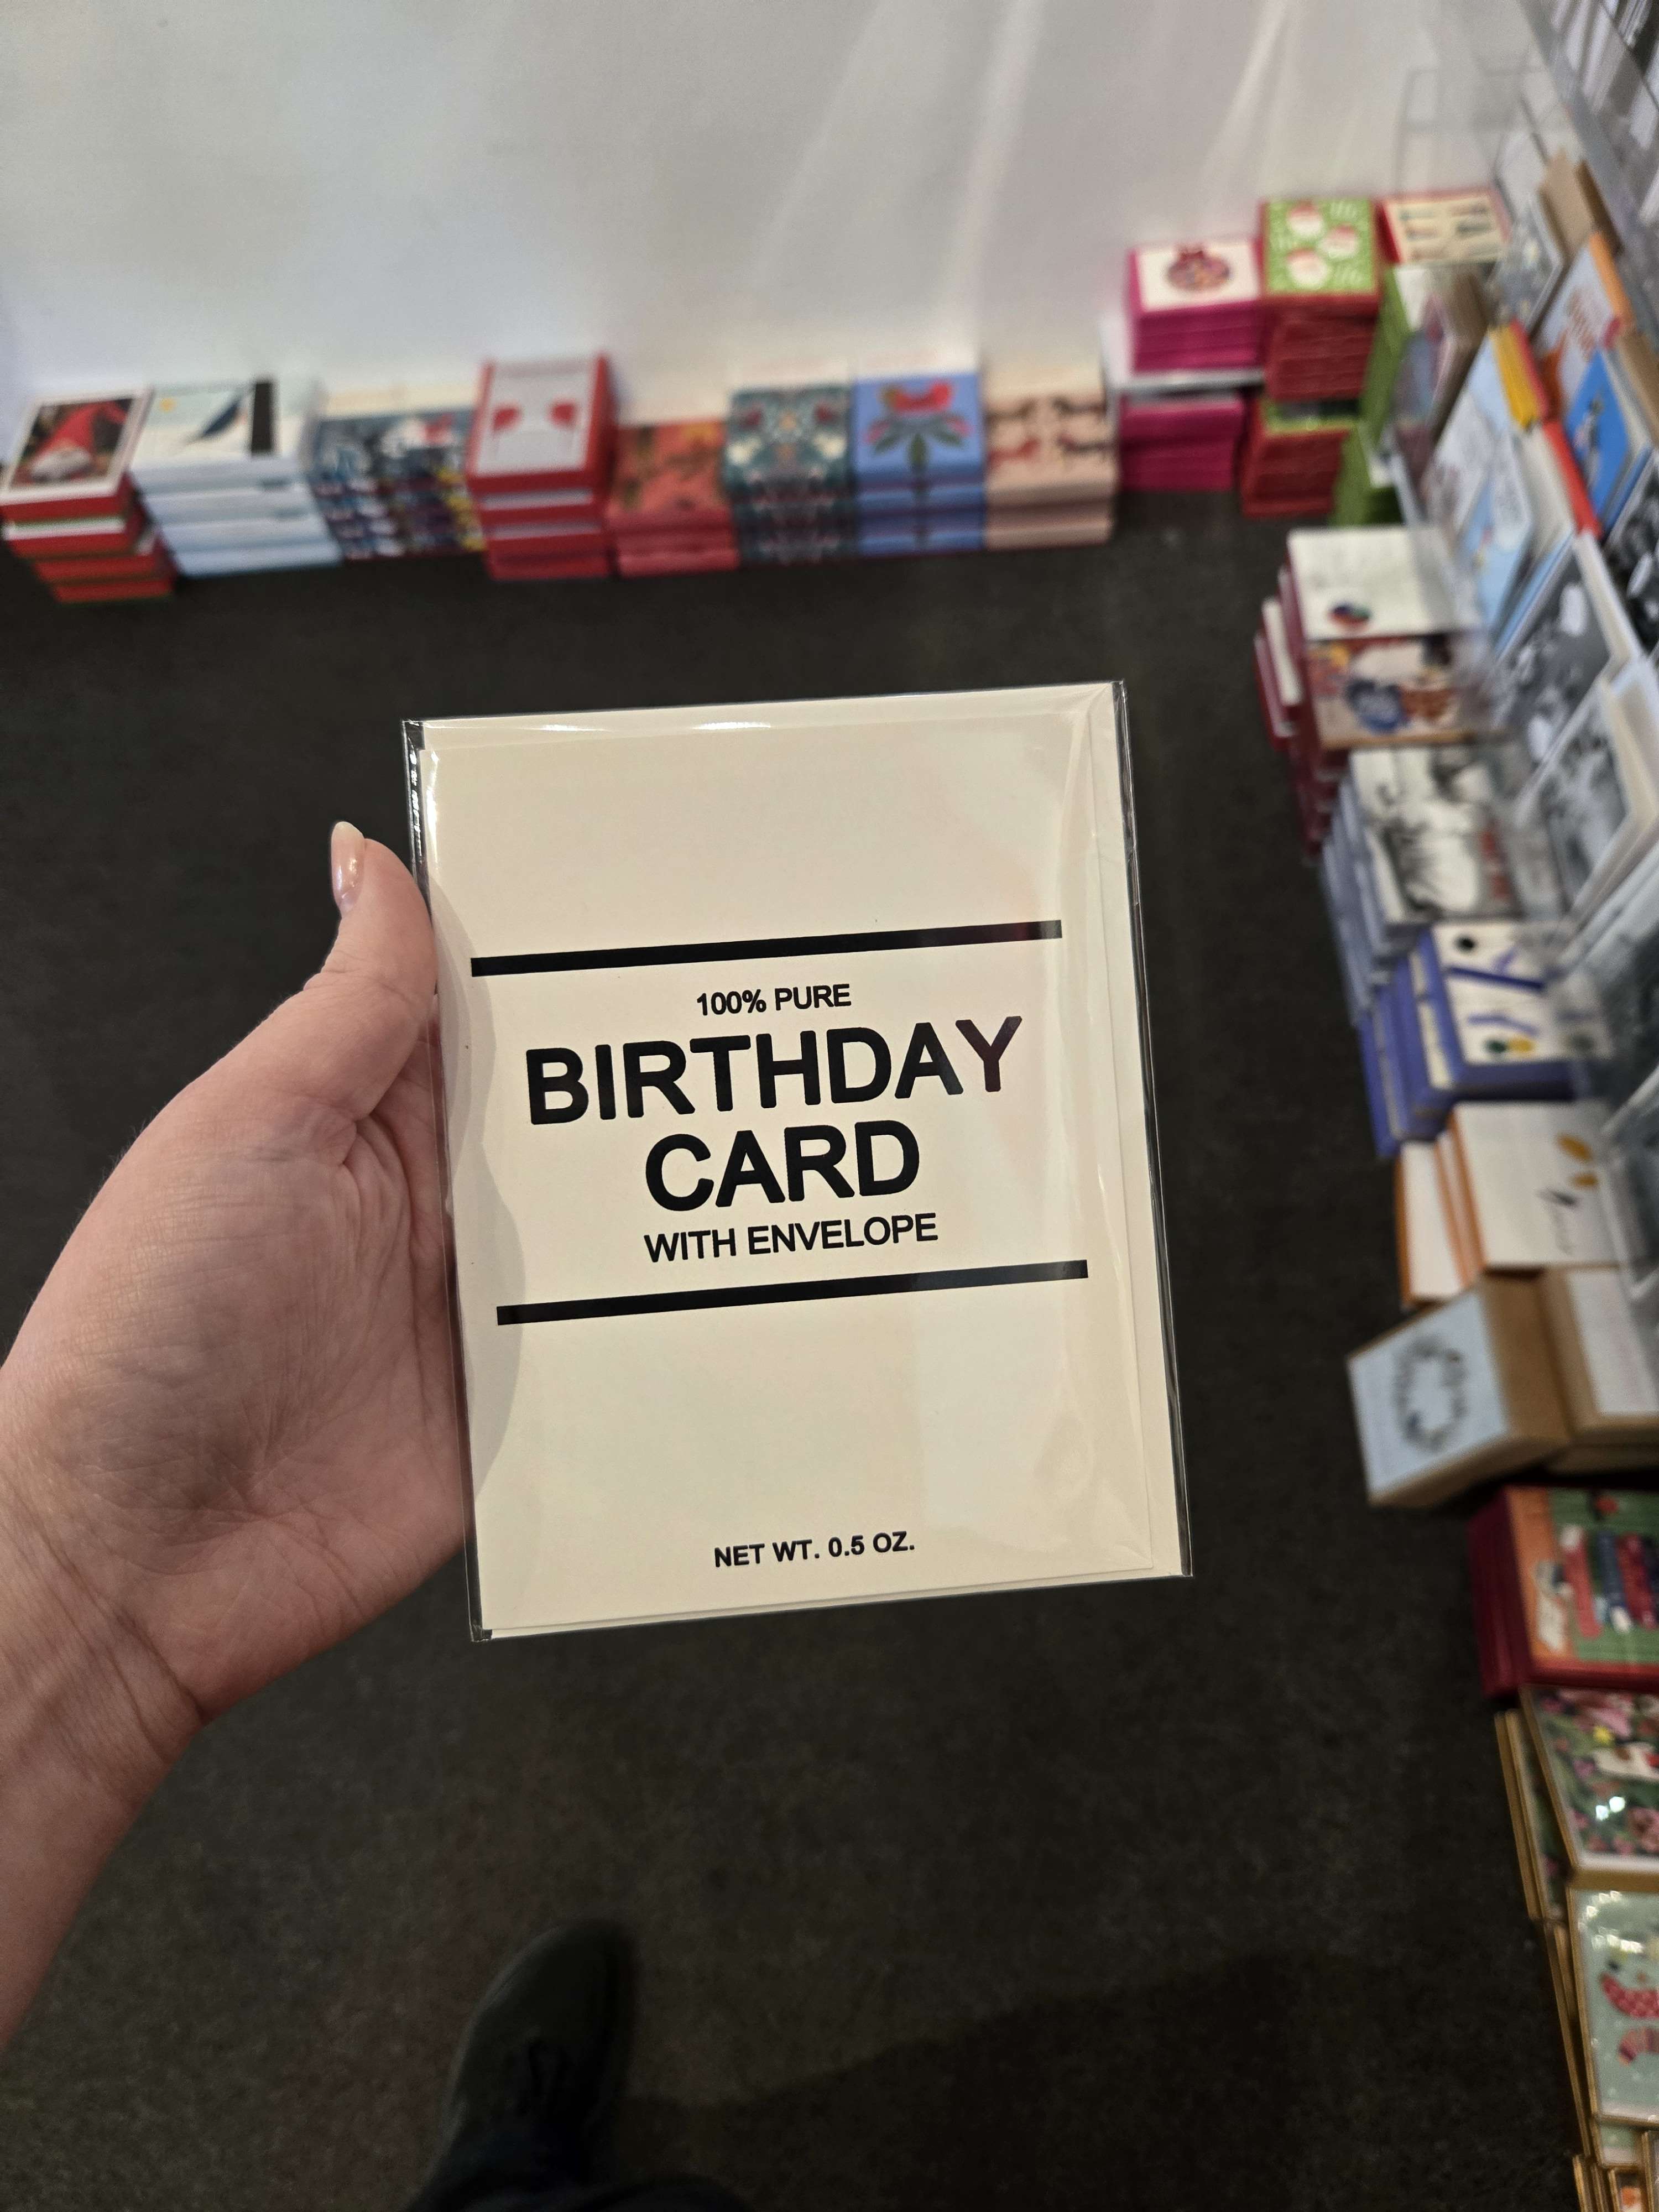 100% PURE
BIRTHDAY
CARD
WITH ENVELOPE
NET WT. 0.5 OZ.